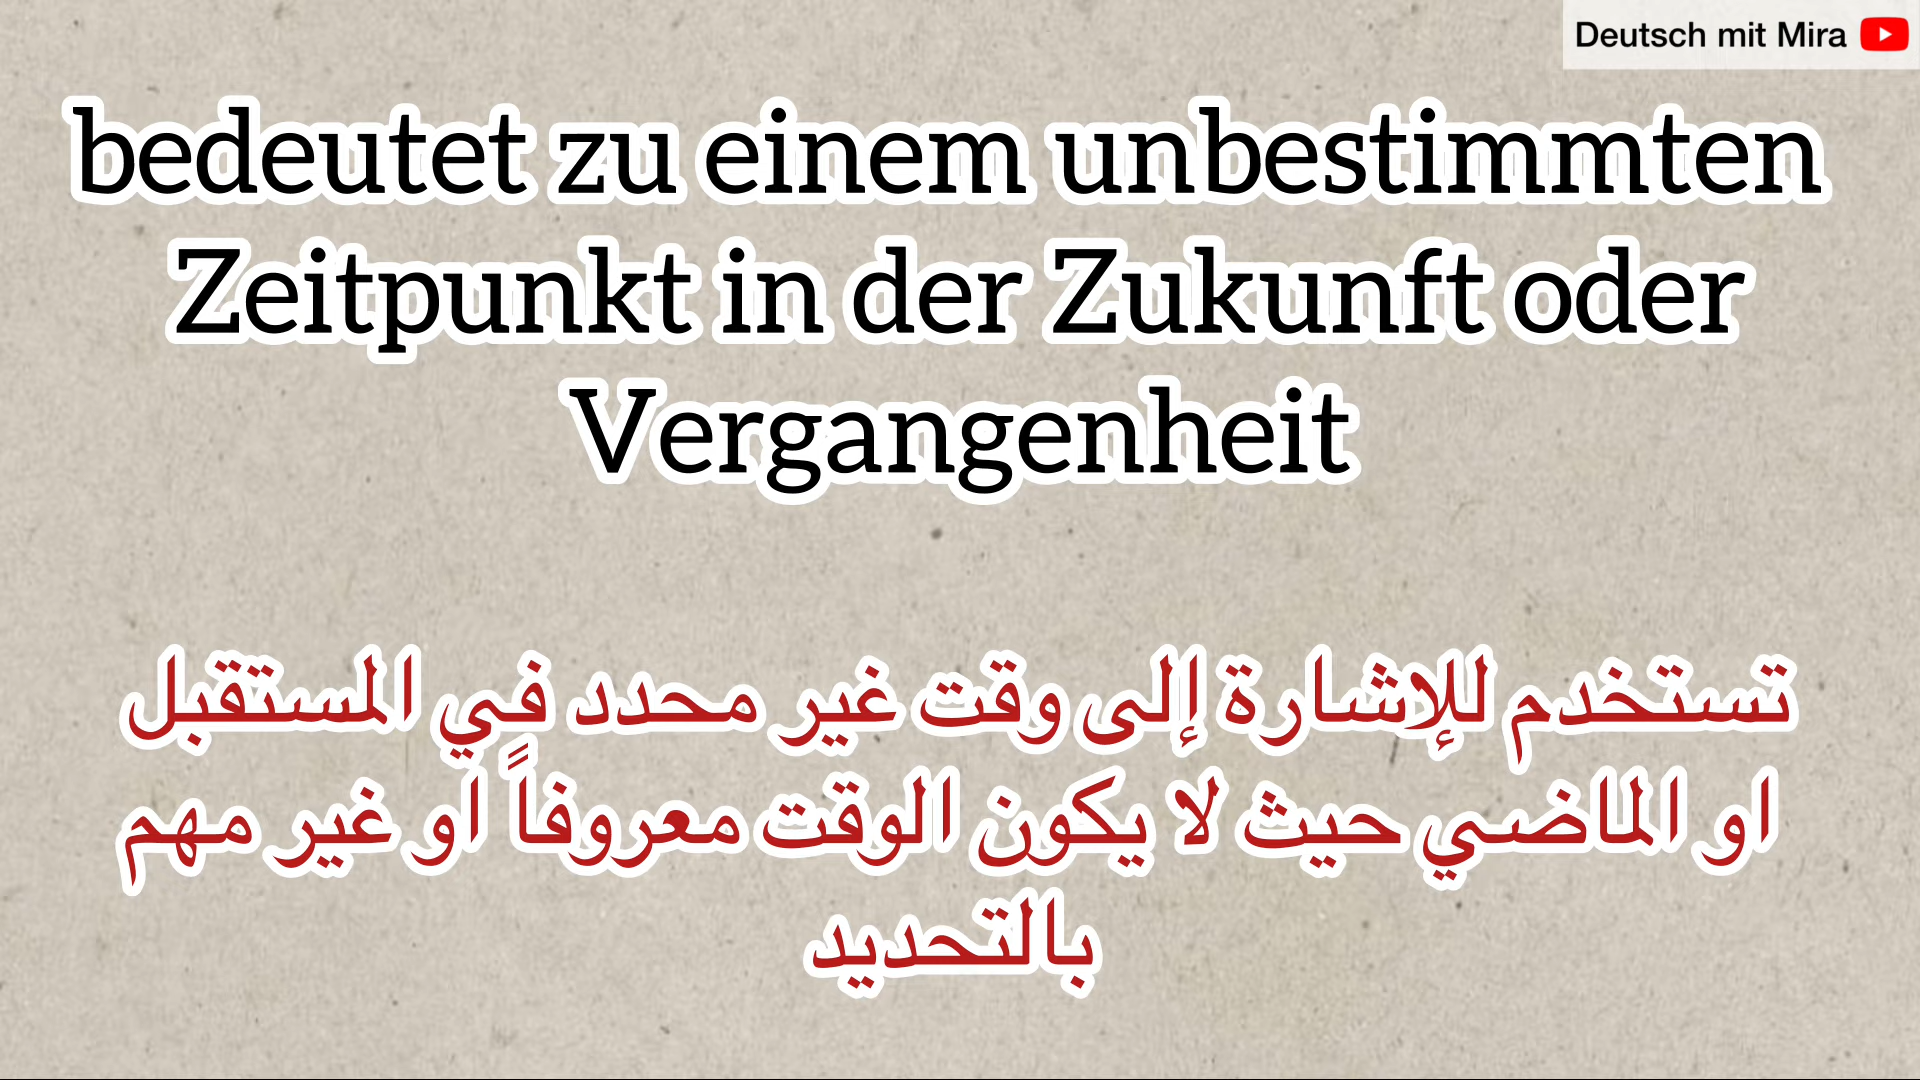 Deutsch mit Mira
bedeutet zu einem unbestimmten
Zeitpunkt in der Zukunft oder
Vergangenheit
تستخدم للإشارة إلى وقت غير محدد في المستقبل
او الماضي حيث لا يكون الوقت معروفاً او غير مهم
بالتحديد